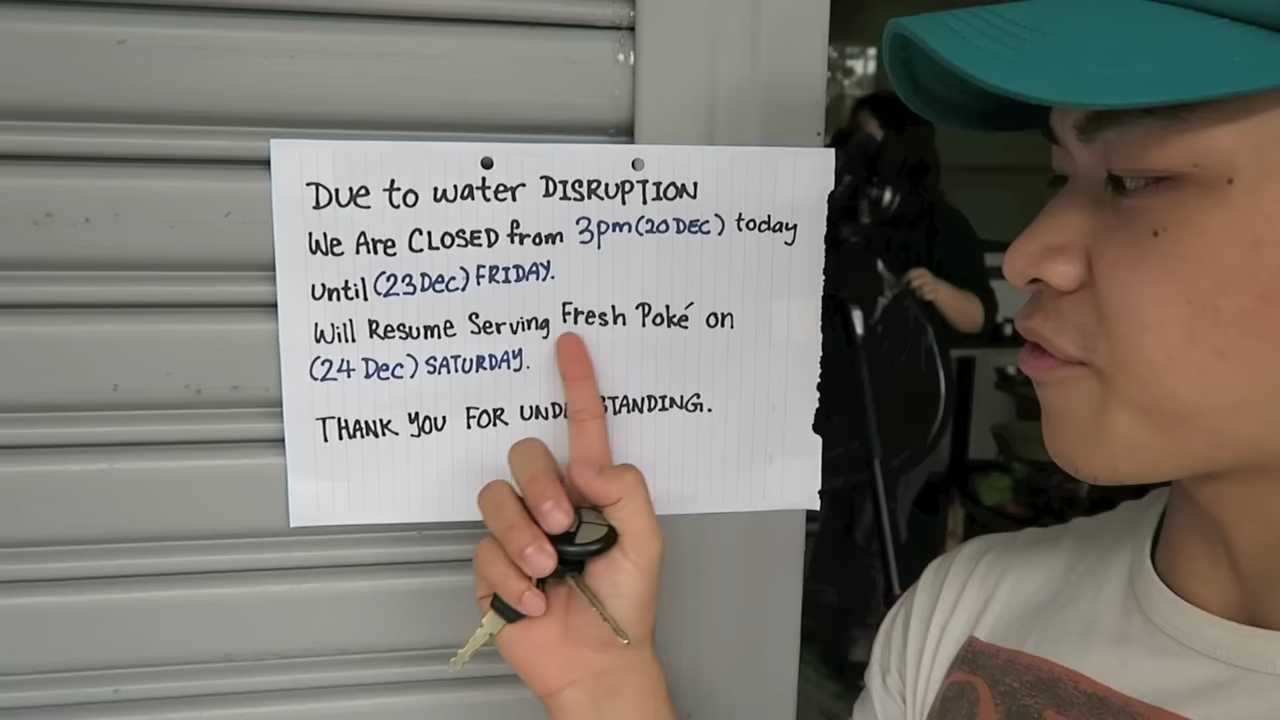 Due to water DISRUPTION
We Are CLOSED from 3pm (20 DEC) today
Until (23 Dec) FRIDAY.
Will Resume Serving Fresh Poké on
(24 Dec) SATURDAY.
THANK YOU FOR UND STANDING.